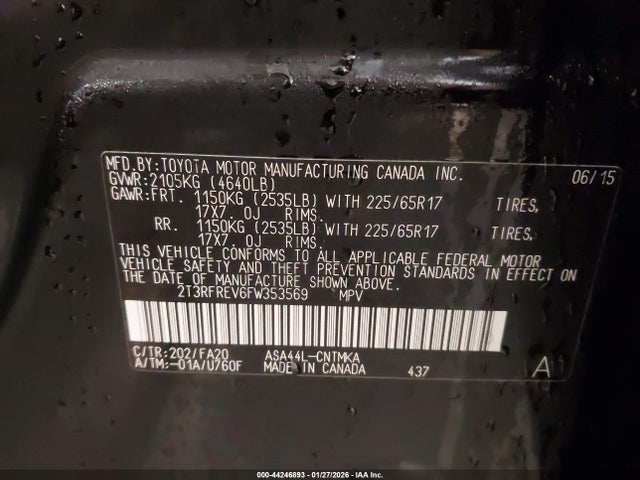 MFD.BY:TOYOTA MOTOR MANUFACTURING CANADA INC. 06/15
GVWR:2105KG (4640LB)
GAWR:FRT. 1150KG (2535LB) WITH 225/65R17 TIRES,
17X7. 0J RIMS.
RR. 1150KG (2535LB) WITH 225/65R17 TIRES,
17X7. 0J RIMS.
THIS VEHICLE CONFORMS TO ALL APPLICABLE FEDERAL MOTOR
VEHICLE SAFETY AND THEFT PREVENTION STANDARDS IN EFFECT ON
THE DATE OF MANUFACTURE SHOWN ABOVE.
2T3RFREV6FW353569 MPV
C/TR:202/FA20 ASA44L-CNTMKA
A/TM:-01A/U760F MADE IN CANADA 437 A
000-44246893 - 01/27/2026 - IAA Inc.